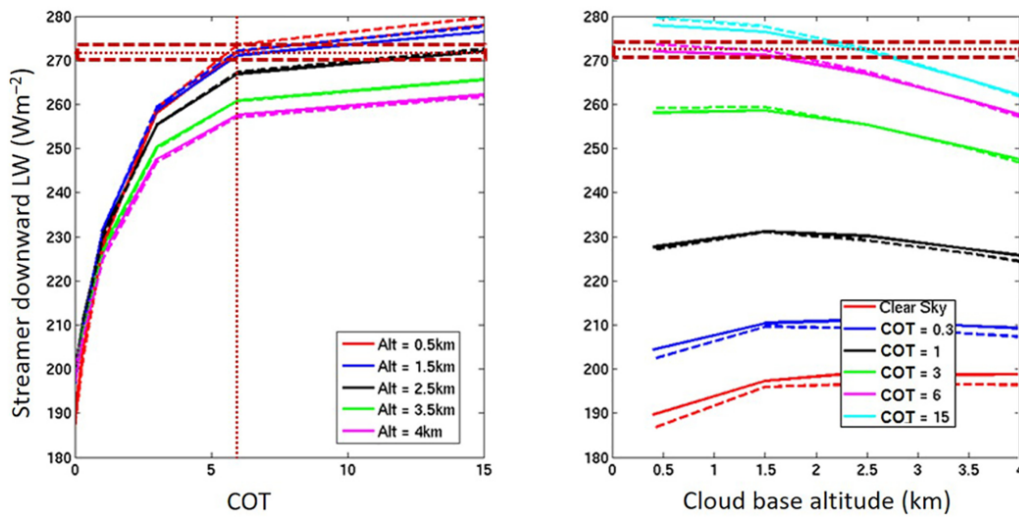 Streamer downward LW (Wm⁻²)
280
270
260
250
240
230
220
210
200
190
180
0
5
10
15
COT
Alt = 0.5km
Alt = 1.5km
Alt = 2.5km
Alt = 3.5km
Alt = 4km
280
270
260
250
240
230
220
210
200
190
180
0
0.5
1
1.5
2
2.5
3
3.5
4
Cloud base altitude (km)
Clear Sky
COT = 0.3
COT = 1
COT = 3
COT = 6
COT = 15